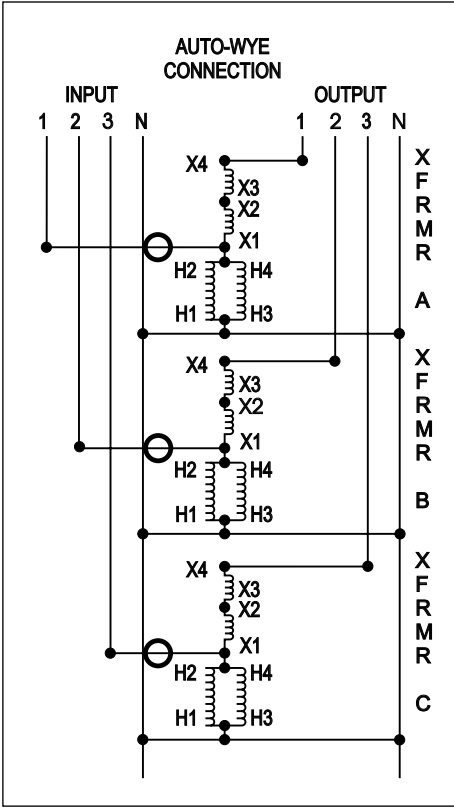 AUTO-WYE
CONNECTION
INPUT OUTPUT
1 2 3 N 1 2 3 N
X4
X3
X2
X1
H2 H4
H1 H3
X
F
R
M
R
A
X4
X3
X2
X1
H2 H4
H1 H3
X
F
R
M
R
B
X4
X3
X2
X1
H2 H4
H1 H3
X
F
R
M
R
C